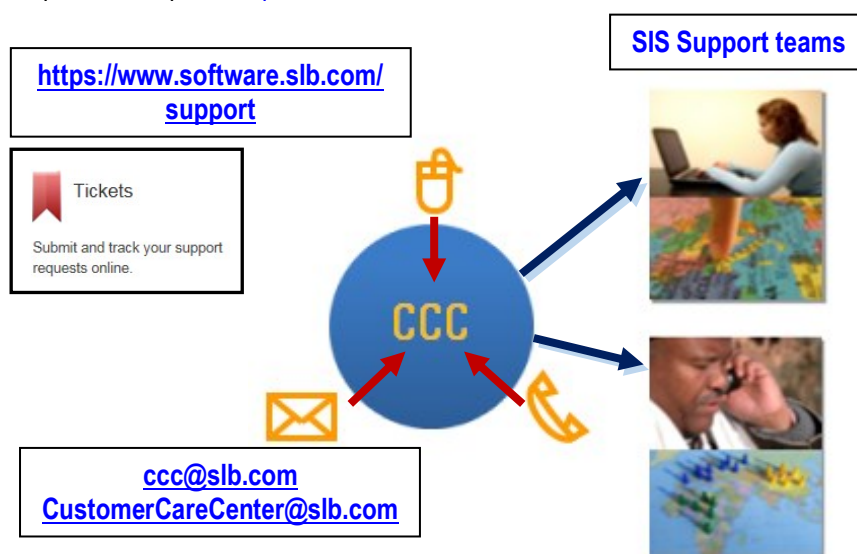 SIS Support teams
https://www.software.slb.com/
support
Tickets
Submit and track your support
requests online.
CCC
ccc@slb.com
CustomerCareCenter@slb.com